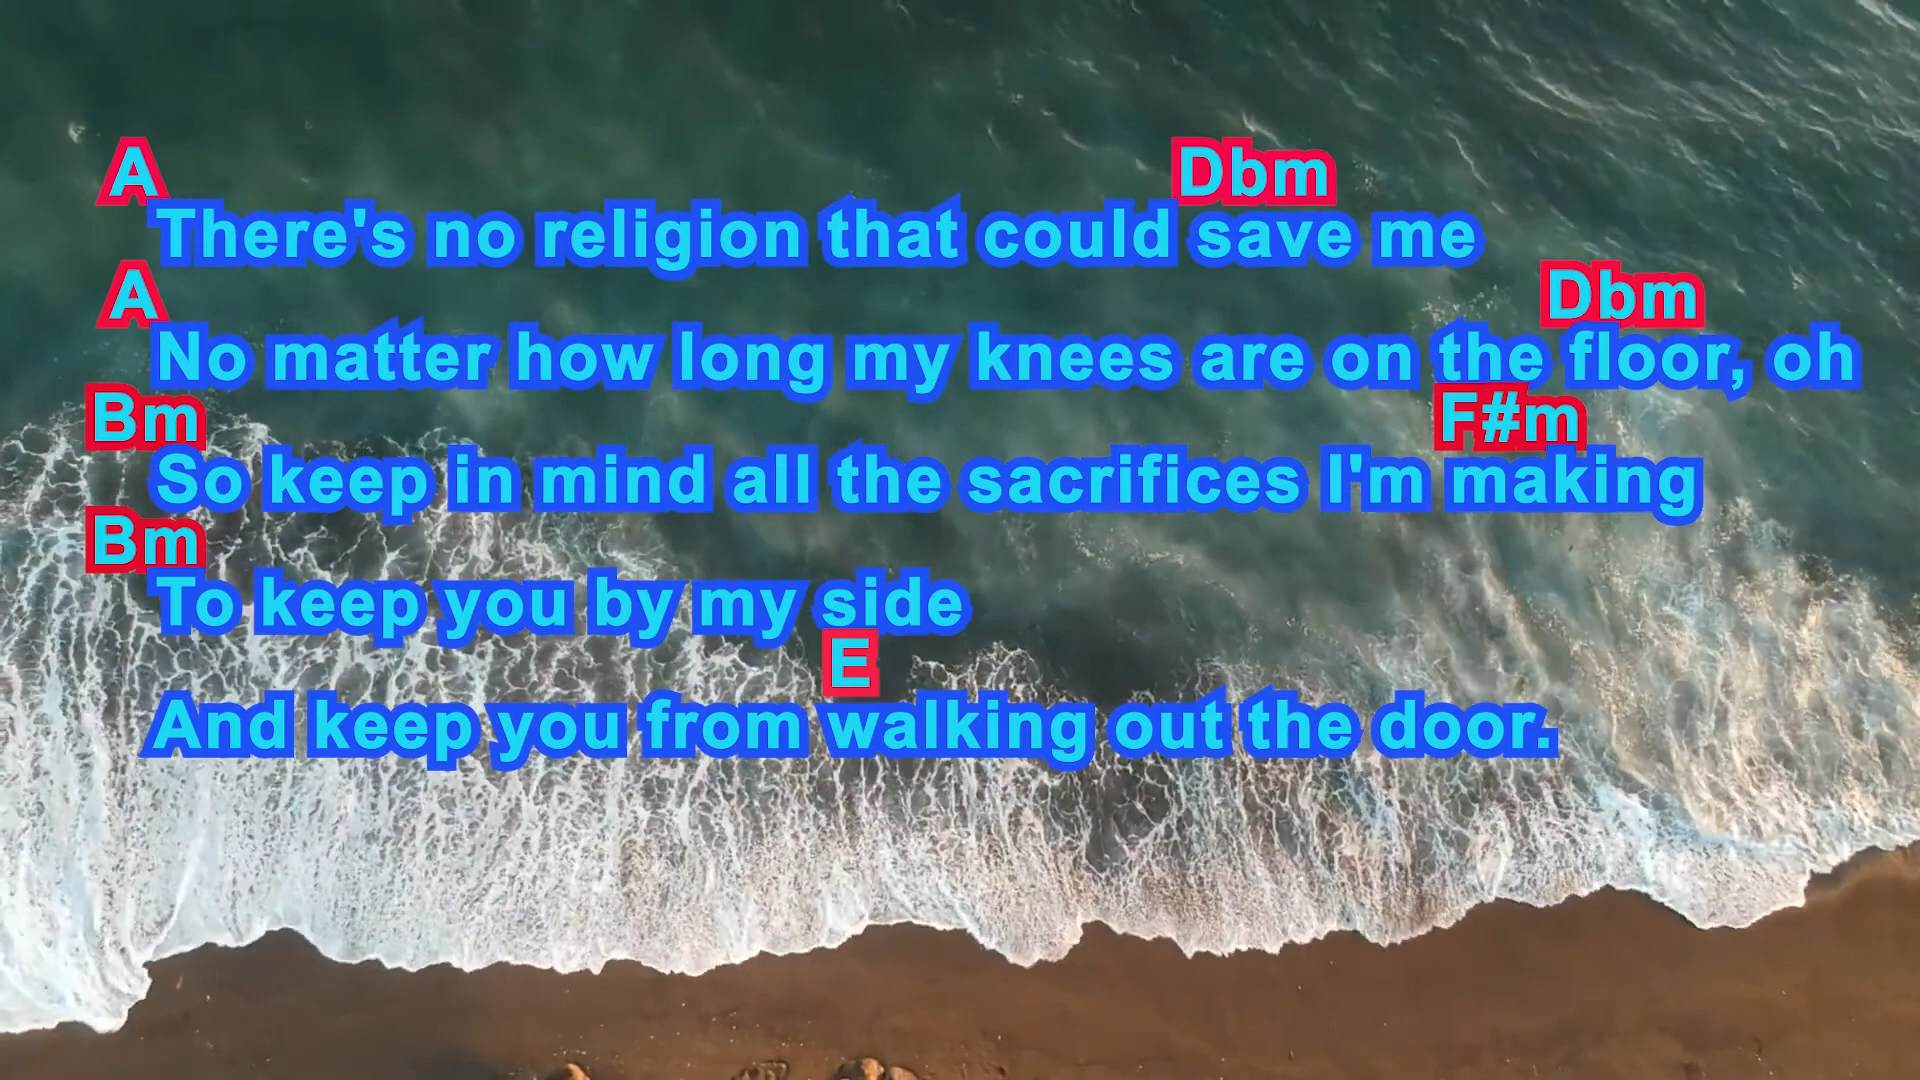 A Dbm
There's no religion that could save me
A Dbm
No matter how long my knees are on the floor, oh
Bm F#m
So keep in mind all the sacrifices I'm making
Bm
To keep you by my side
E
And keep you from walking out the door.